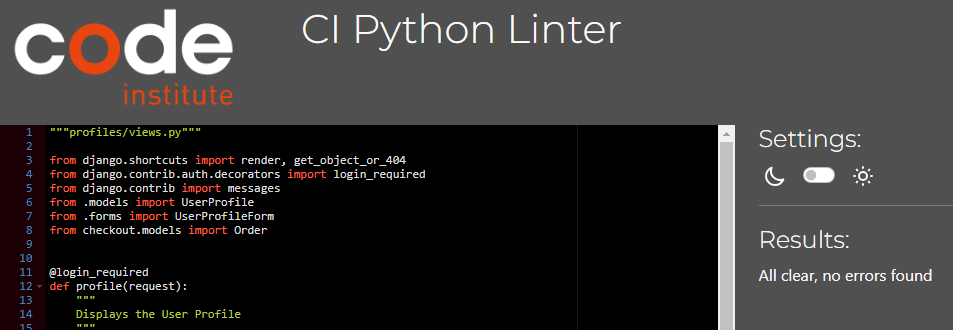 code
institute
CI Python Linter
1 """profiles/views.py"""
2
3 from django.shortcuts import render, get_object_or_404
4 from django.contrib.auth.decorators import login_required
5 from django.contrib import messages
6 from .models import UserProfile
7 from .forms import UserProfileForm
8 from checkout.models import Order
9
10
11 @login_required
12 def profile(request):
13     """
14     Displays the User Profile
15     """
Settings:
Results:
All clear, no errors found